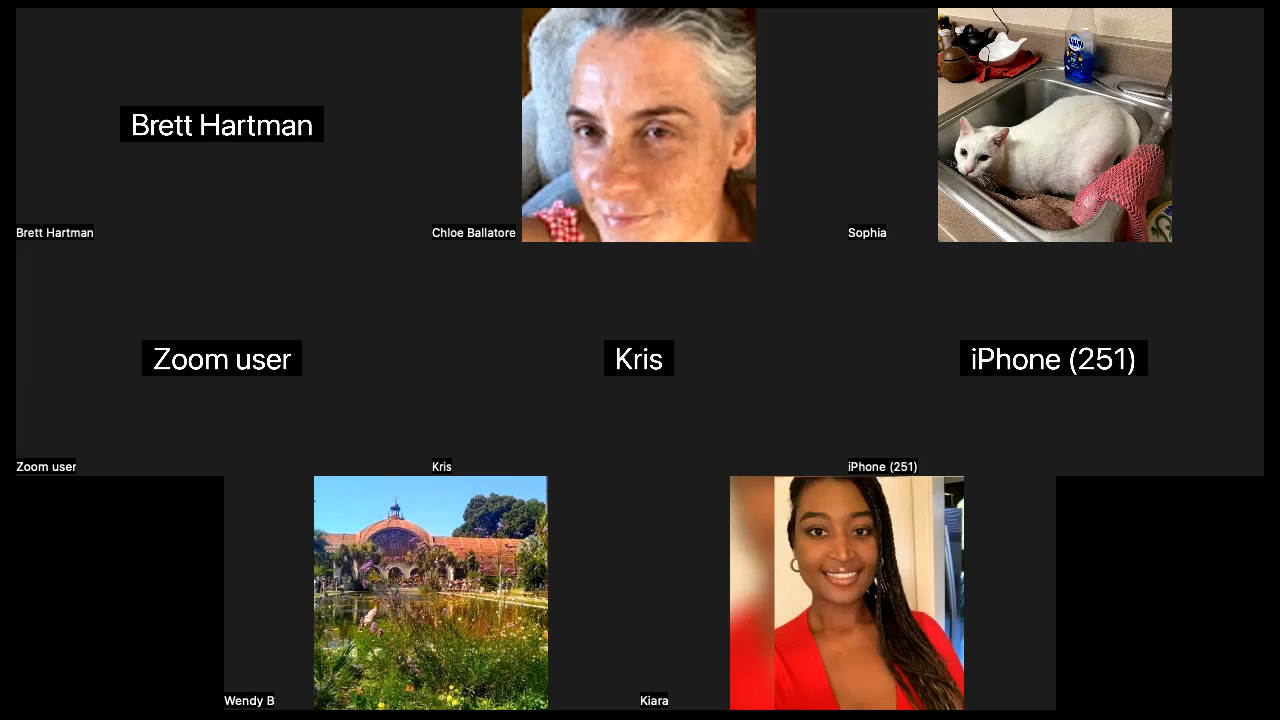 Brett Hartman
Brett Hartman
Chloe Ballatore
Sophia
Zoom user
Kris
iPhone (251)
Zoom user
Kris
iPhone (251)
Wendy B
Kiara